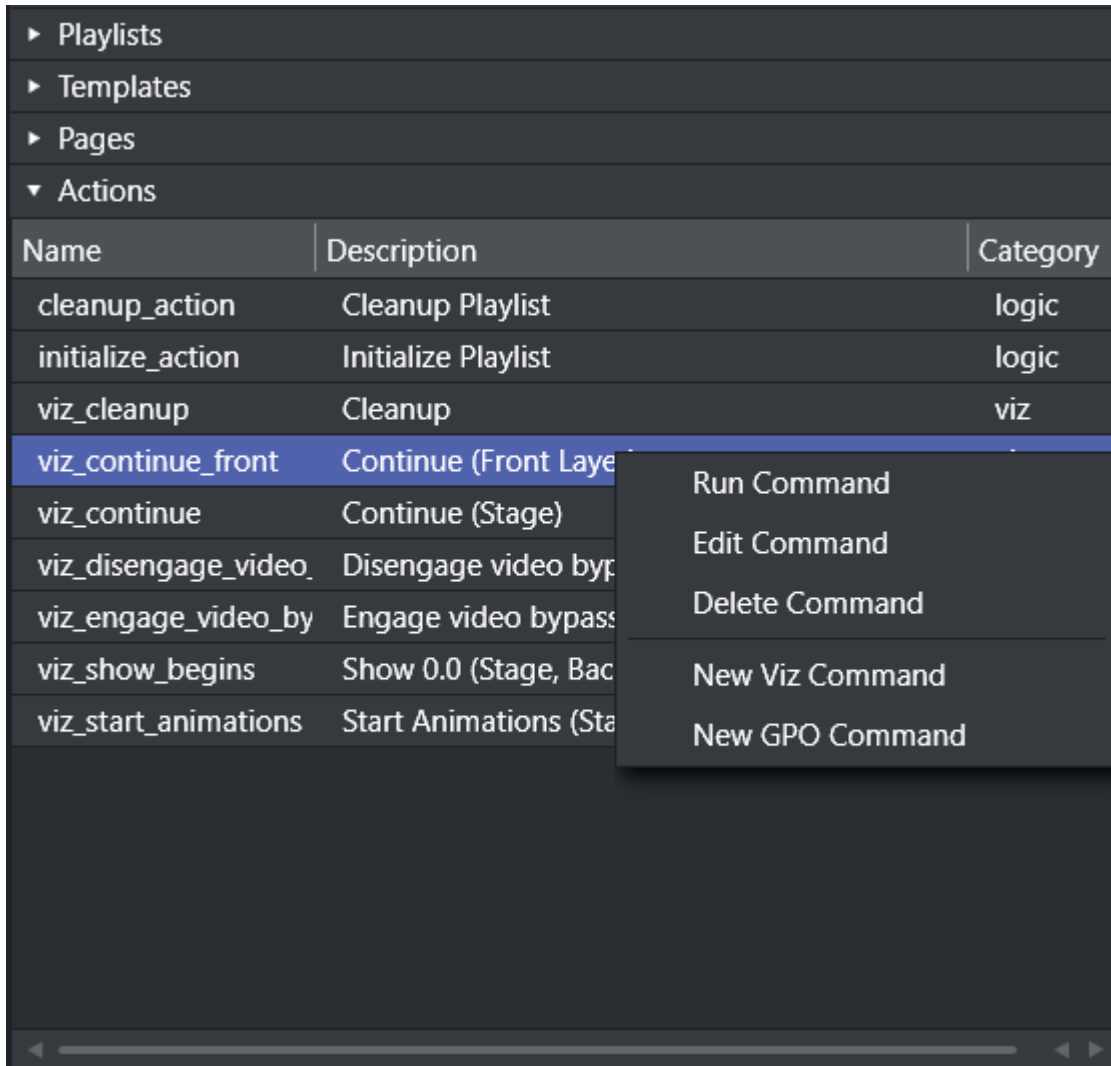 Playlists
Templates
Pages
Actions
Name Description Category
cleanup_action Cleanup Playlist logic
initialize_action Initialize Playlist logic
viz_cleanup Cleanup viz
viz_continue_front Continue (Front Laye
viz_continue Continue (Stage)
viz_disengage_video_ Disengage video byp
viz_engage_video_by Engage video bypass
viz_show_begins Show 0.0 (Stage, Bac
viz_start_animations Start Animations (Sta
Run Command
Edit Command
Delete Command
New Viz Command
New GPO Command